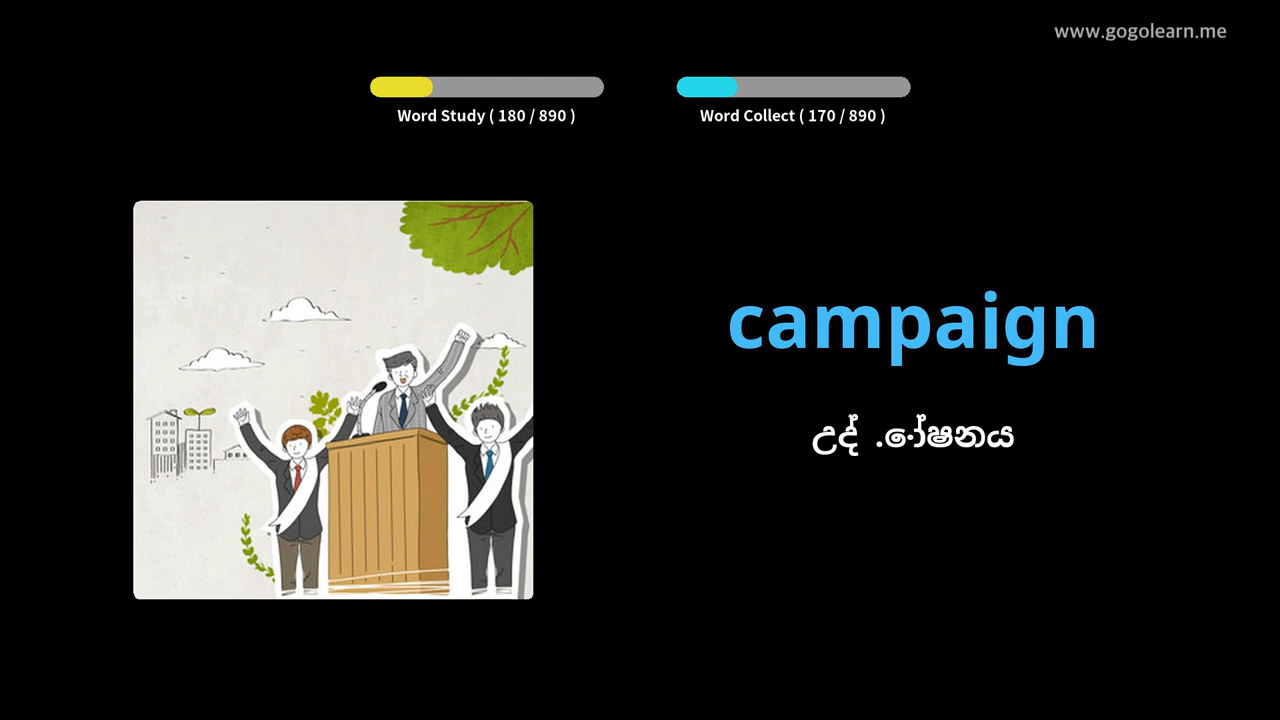 www.gogolearn.me
Word Study ( 180 / 890 )
Word Collect ( 170 / 890 )
campaign
උද් .ෝෂනය